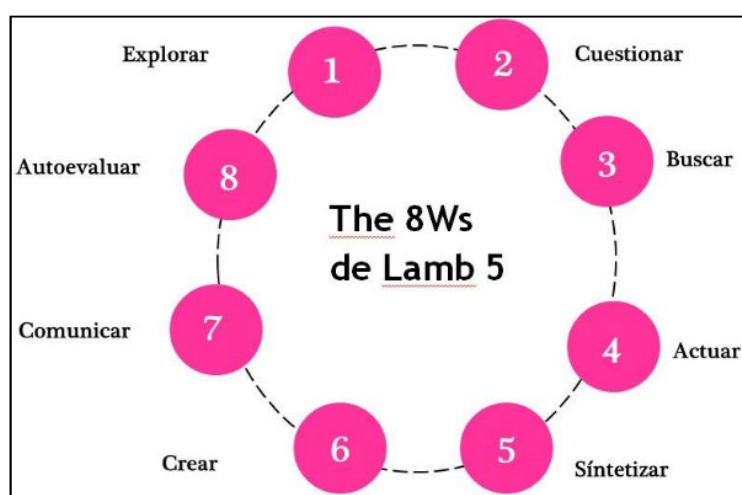 Explorar
1
2
Cuestionar
3
Buscar
Autoevaluar
8
The 8Ws
de Lamb 5
Comunicar
7
4
Actuar
Crear
6
5
Síntetizar